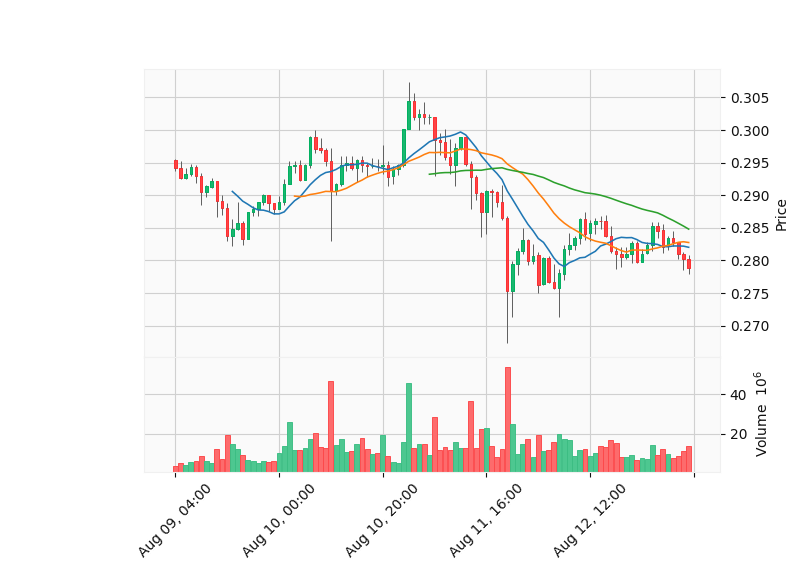 0.305
0.300
0.295
0.290
0.285
0.280
0.275
0.270
Price
40
20
Volume 10^6
Aug 09, 04:00
Aug 10, 00:00
Aug 10, 20:00
Aug 11, 16:00
Aug 12, 12:00